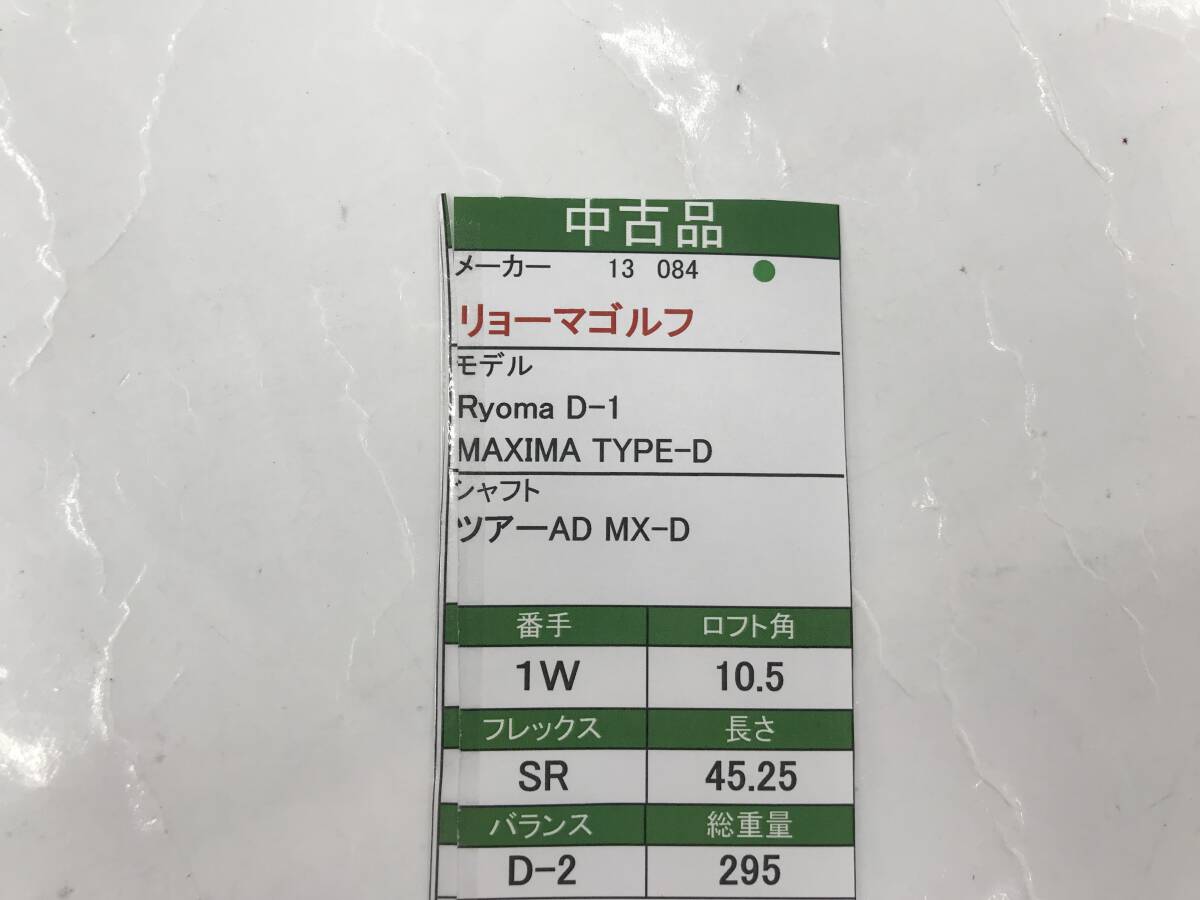 中古品
メーカー 13 084
リョーマゴルフ
モデル
Ryoma D-1
MAXIMA TYPE-D
シャフト
ツアーAD MX-D
番手 ロフト角
1W 10.5
フレックス 長さ
SR 45.25
バランス 総重量
D-2 295